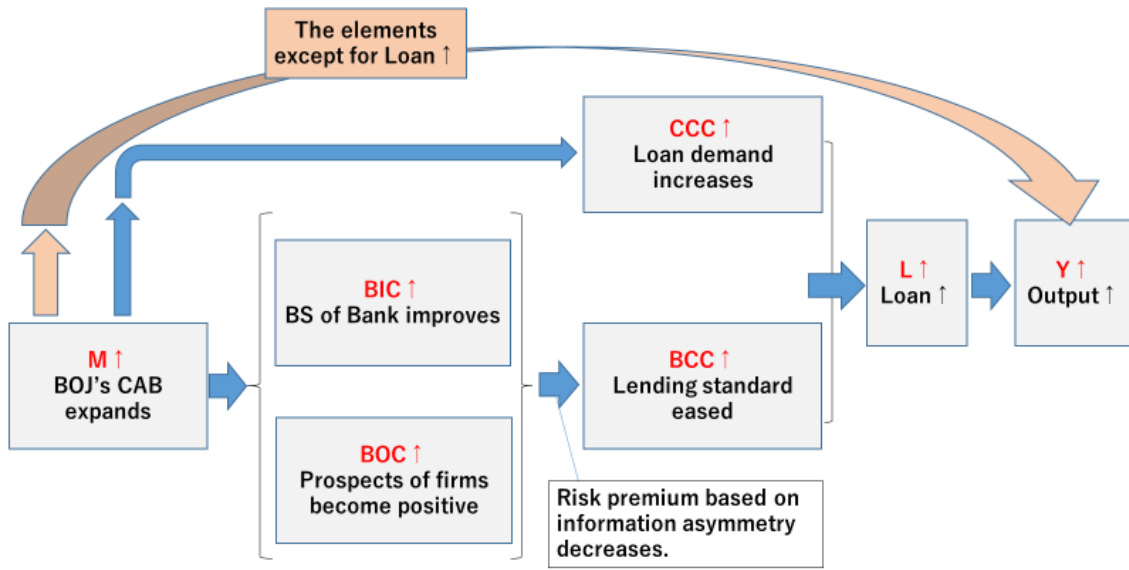 The elements
except for Loan ↑
CCC ↑
Loan demand
increases
BIC ↑
BS of Bank improves
L ↑
Loan ↑
Y ↑
Output ↑
M ↑
BOJ's CAB
expands
BCC ↑
Lending standard
eased
BOC ↑
Prospects of firms
become positive
Risk premium based on
information asymmetry
decreases.